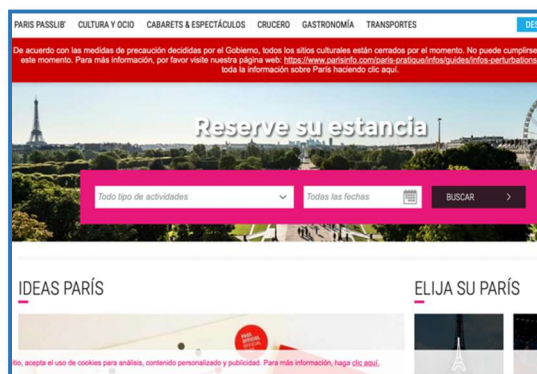 PARIS PASSLIB' CULTURA Y OCIO CABARETS & ESPECTÁCULOS CRUCERO GASTRONOMÍA TRANSPORTES DES
De acuerdo con las medidas de precaución decididas por el Gobierno, todos los sitios culturales están cerrados por el momento. No puede cumplirse
este momento. Para más información, por favor visite nuestra página web: https://www.parisinfo.com/paris-pratique/infos/guides/infos-perturbations
toda la información sobre París haciendo clic aquí.
Reserve su estancia
Todo tipo de actividades Todas las fechas BUSCAR >
IDEAS PARÍS ELIJA SU PARÍS
itio, acepta el uso de cookies para análisis, contenido personalizado y publicidad. Para más información, haga clic aquí.